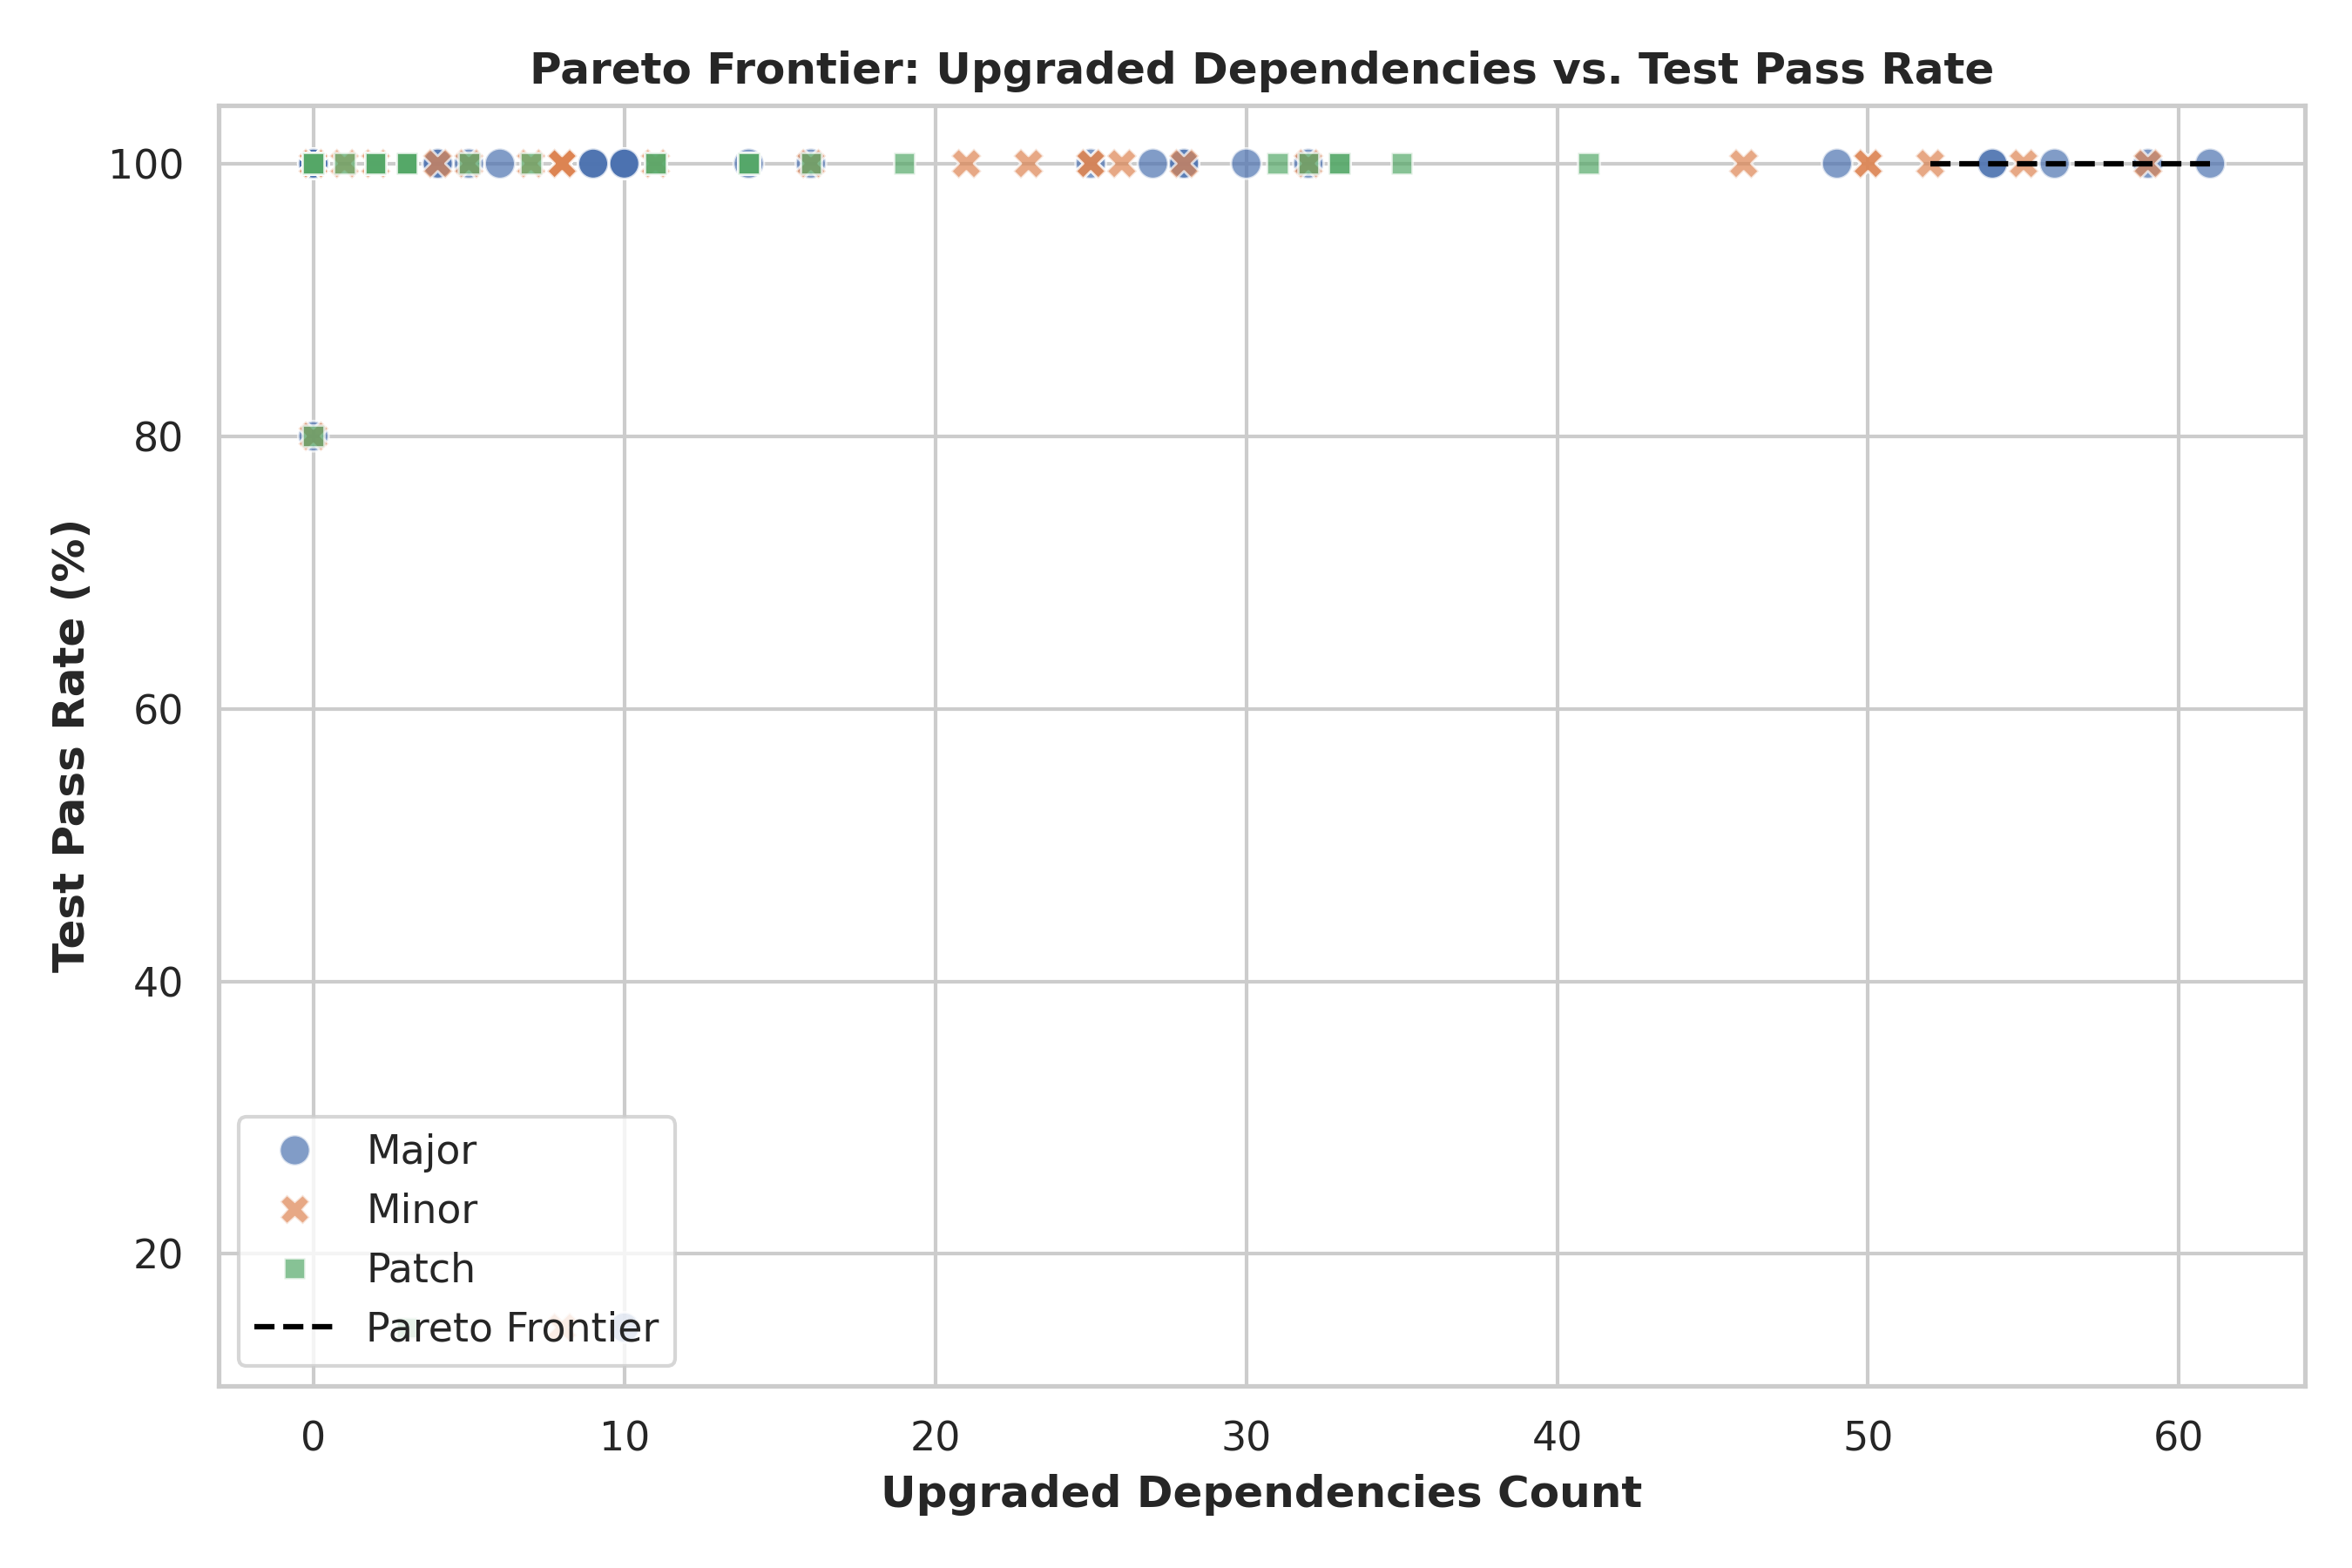 Pareto Frontier: Upgraded Dependencies vs. Test Pass Rate
Test Pass Rate (%)
100
80
60
40
20
Major
Minor
Patch
Pareto Frontier
0 10 20 30 40 50 60
Upgraded Dependencies Count